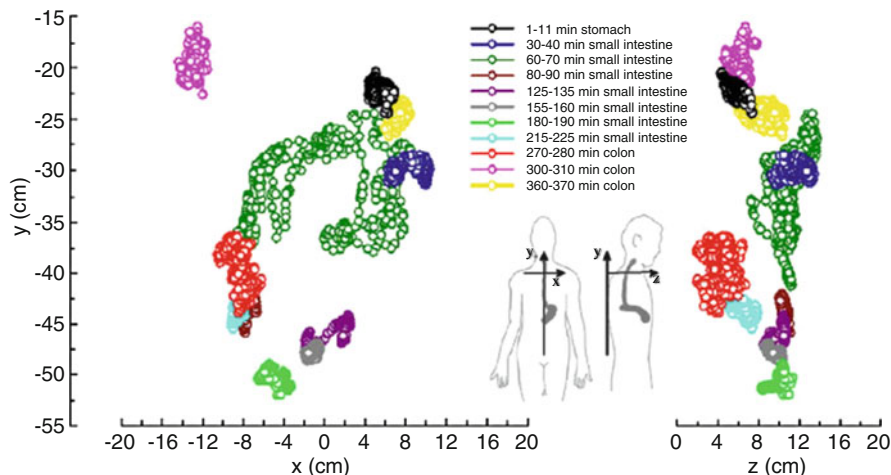 -15
-20
-25
-30
-35
-40
-45
-50
-55
y (cm)
1-11 min stomach
30-40 min small intestine
60-70 min small intestine
80-90 min small intestine
125-135 min small intestine
155-160 min small intestine
180-190 min small intestine
215-225 min small intestine
270-280 min colon
300-310 min colon
360-370 min colon
y
x
y
z
-20 -16 -12 -8 -4 0 4 8 12 16 20
x (cm)
0 4 8 12 16 20
z (cm)